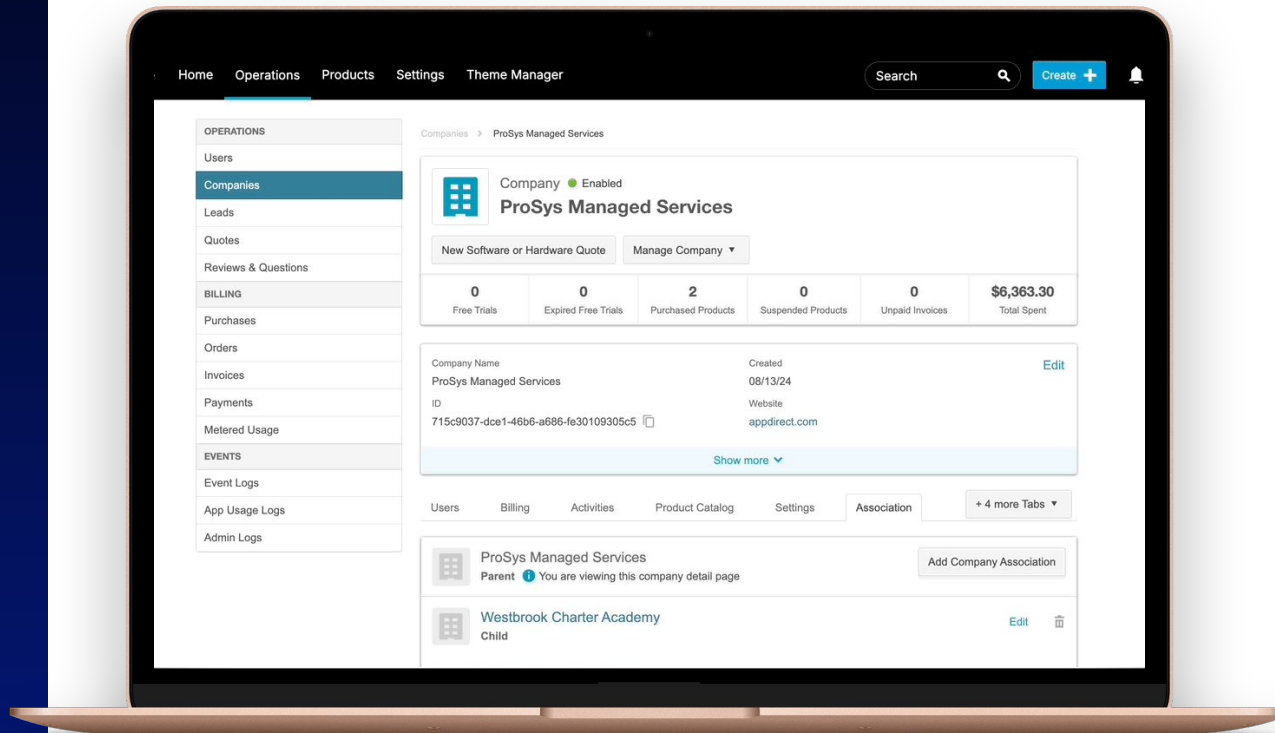 Home Operations Products Settings Theme Manager Search Create
OPERATIONS
Users
Companies
Leads
Quotes
Reviews & Questions
BILLING
Purchases
Orders
Invoices
Payments
Metered Usage
EVENTS
Event Logs
App Usage Logs
Admin Logs
Companies > ProSys Managed Services
Company Enabled
ProSys Managed Services
New Software or Hardware Quote Manage Company
0 0 2 0 0 $6,363.30
Free Trials Expired Free Trials Purchased Products Suspended Products Unpaid Invoices Total Spent
Company Name Created Edit
ProSys Managed Services 08/13/24
ID Website
715c9037-dce1-46b6-a686-fe30109305c5 appdirect.com
Show more
Users Billing Activities Product Catalog Settings Association + 4 more Tabs
ProSys Managed Services Add Company Association
Parent You are viewing this company detail page
Westbrook Charter Academy Edit
Child